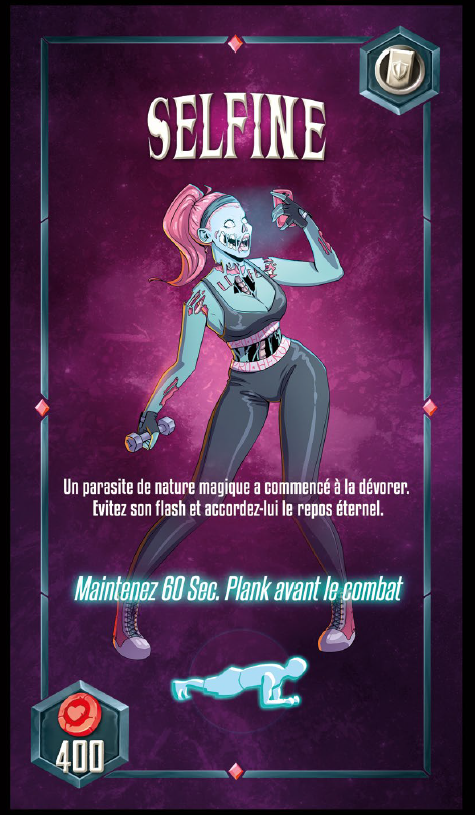 SELFINE
Un parasite de nature magique a commencé à la dévorer.
Evitez son flash et accordez-lui le repos éternel.
Maintenez 60 Sec. Plank avant le combat
400